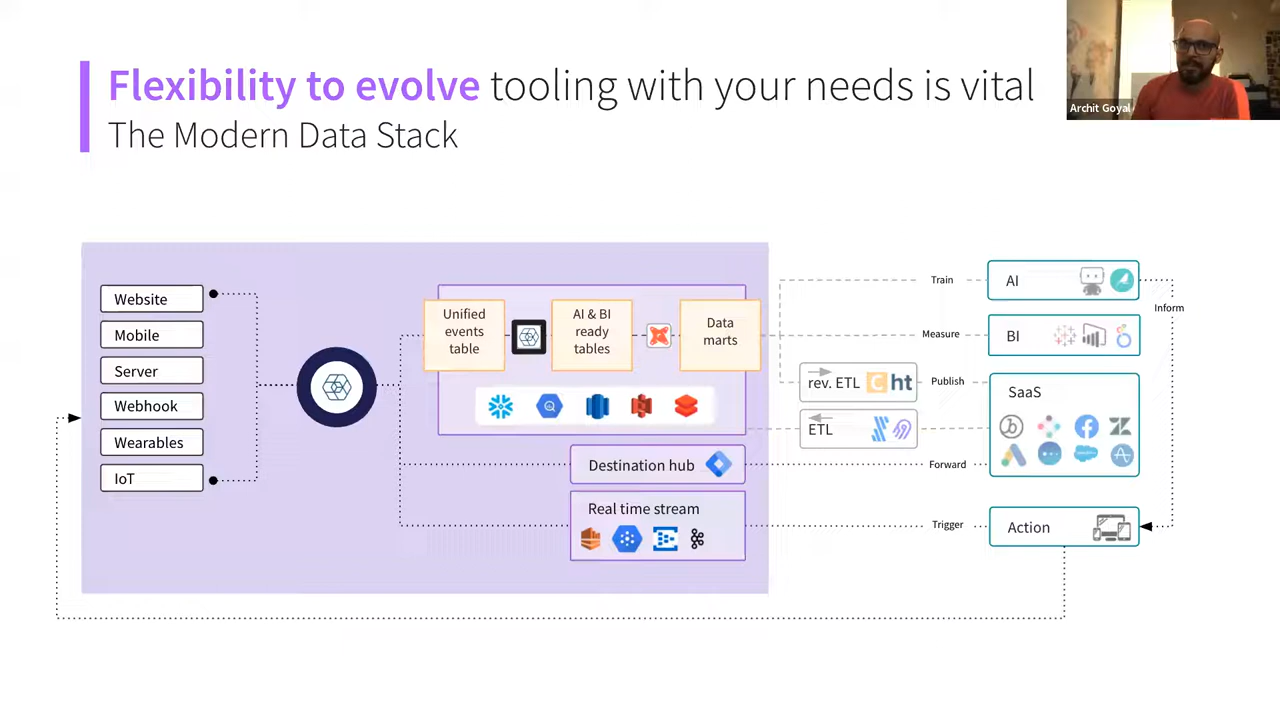 Flexibility to evolve tooling with your needs is vital
The Modern Data Stack
Archit Goyal
Website
Mobile
Server
Webhook
Wearables
IoT
Unified
events
table
AI & BI
ready
tables
Data
marts
Destination hub
Real time stream
rev. ETL C ht
ETL
Train
Measure
Publish
Forward
Trigger
AI
BI
SaaS
Action
Inform